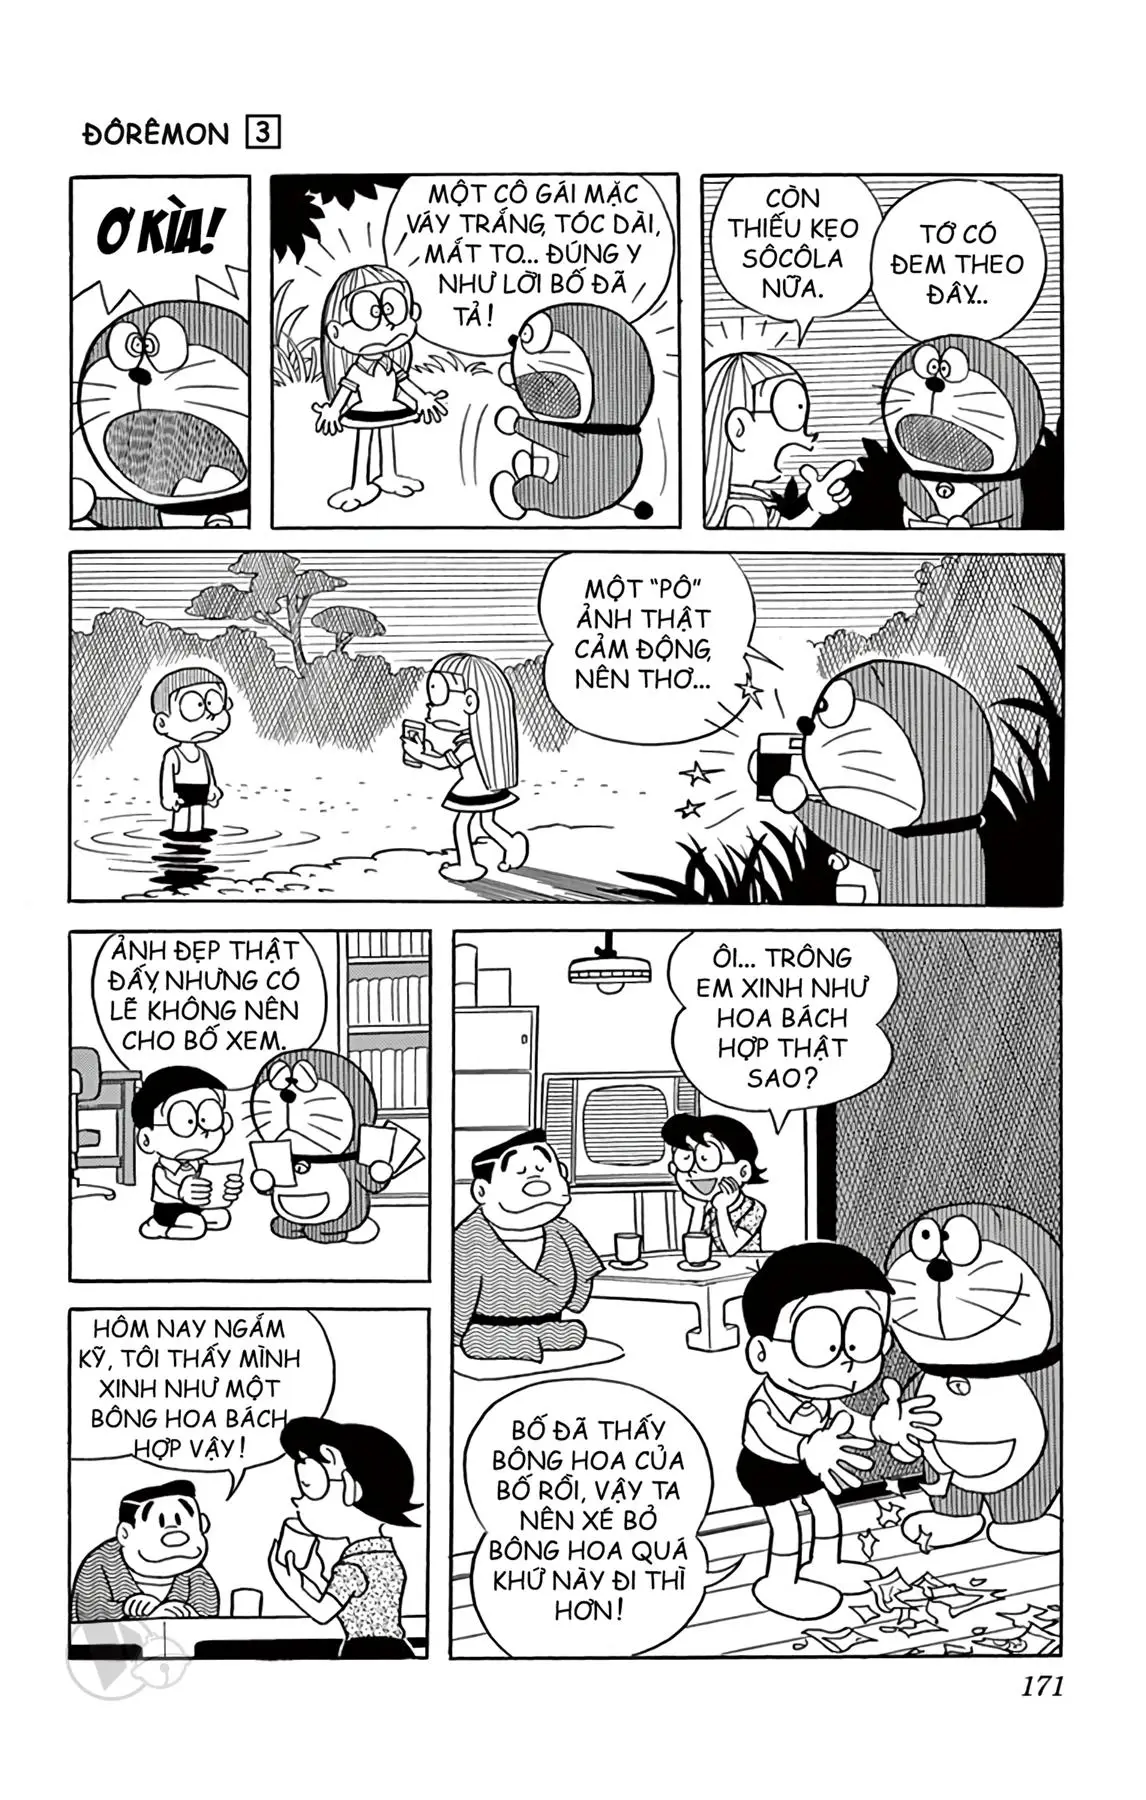 ĐÔRÊMON 3
Ơ KÌA!
MỘT CÔ GÁI MẶC
VÁY TRẮNG, TÓC DÀI,
MẮT TO... ĐÚNG Y
NHƯ LỜI BỐ ĐÃ
TẢ!
CÒN
THIẾU KẸO
SÔCÔLA
NỮA.
TỚ CÓ
ĐEM THEO
ĐÂY...
MỘT “PÔ”
ẢNH THẬT
CẢM ĐỘNG,
NÊN THƠ...
ẢNH ĐẸP THẬT
ĐẤY, NHƯNG CÓ
LẼ KHÔNG NÊN
CHO BỐ XEM.
HÔM NAY NGẮM
KỸ, TÔI THẤY MÌNH
XINH NHƯ MỘT
BÔNG HOA BÁCH
HỢP VẬY!
ÔI... TRÔNG
EM XINH NHƯ
HOA BÁCH
HỢP THẬT
SAO?
BỐ ĐÃ THẤY
BÔNG HOA CỦA
BỐ RỒI, VẬY TA
NÊN XÉ BỎ
BÔNG HOA QUÁ
KHỨ NÀY ĐI THÌ
HƠN!
171